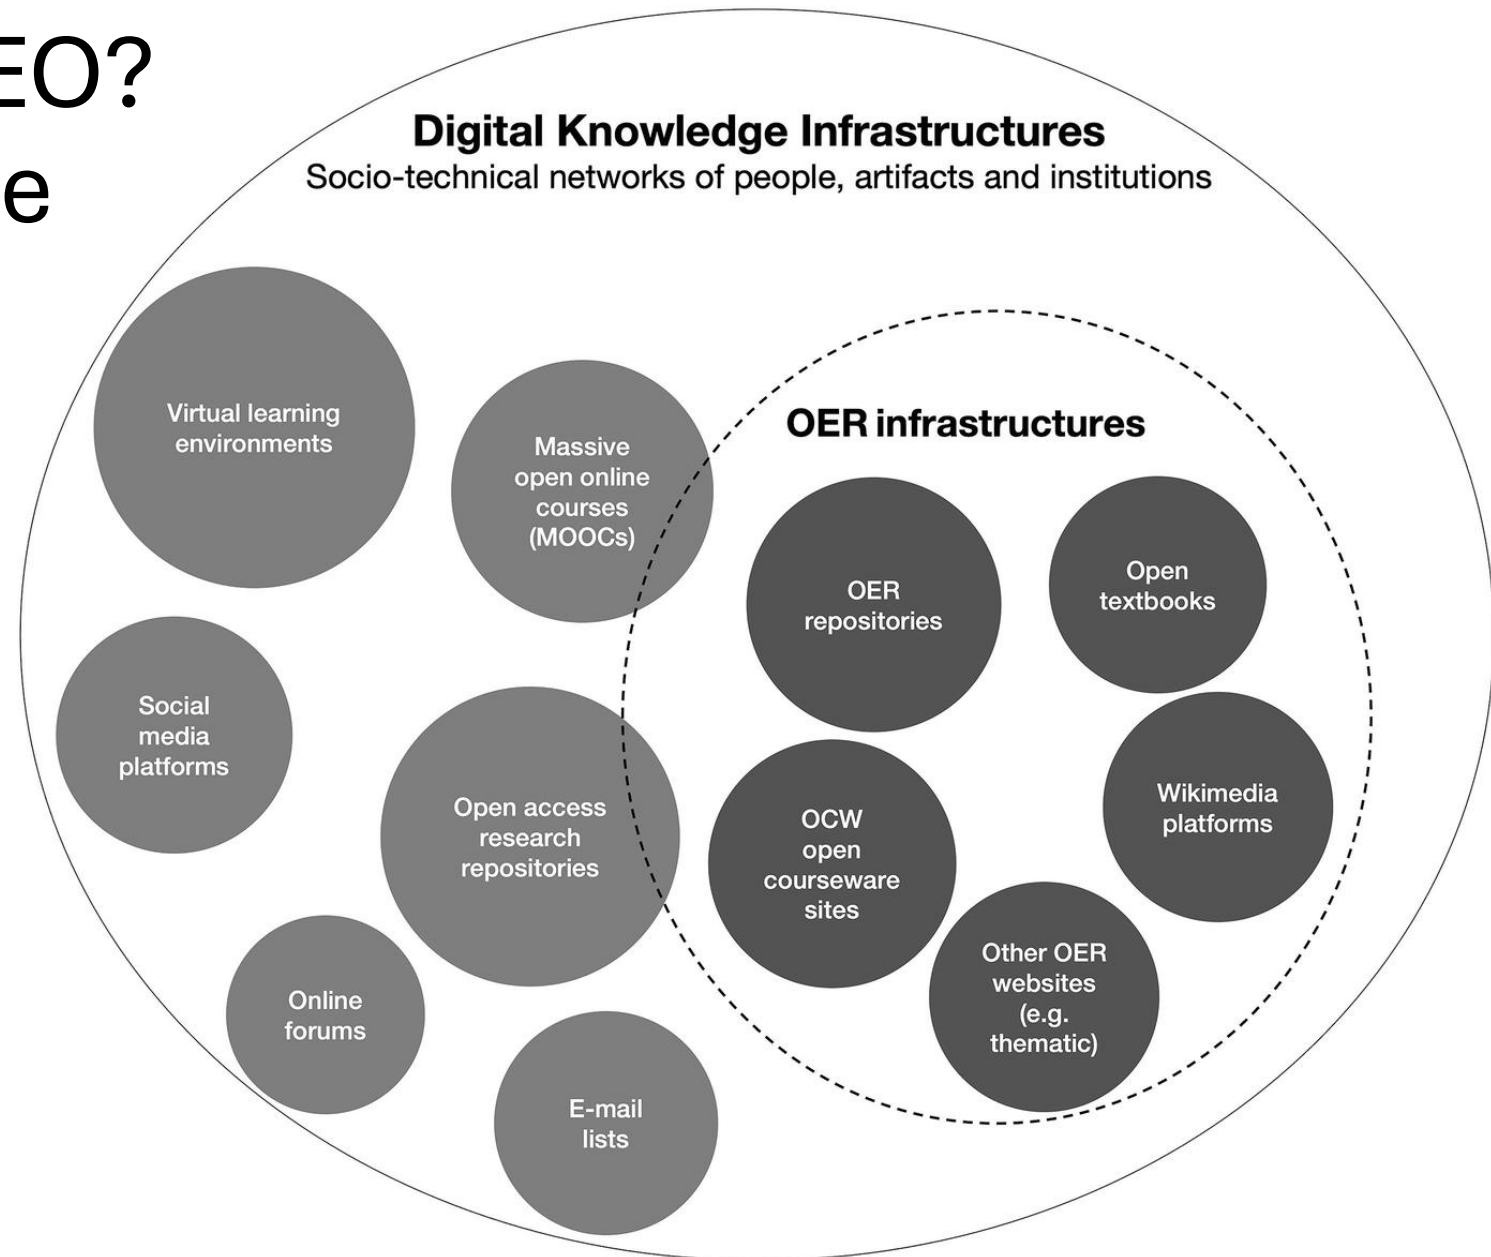 EO?
e
Digital Knowledge Infrastructures
Socio-technical networks of people, artifacts and institutions
Virtual learning
environments
Massive
open online
courses
(MOOCs)
OER infrastructures
OER
repositories
Open
textbooks
Social
media
platforms
Open access
research
repositories
OCW
open
courseware
sites
Wikimedia
platforms
Other OER
websites
(e.g.
thematic)
Online
forums
E-mail
lists